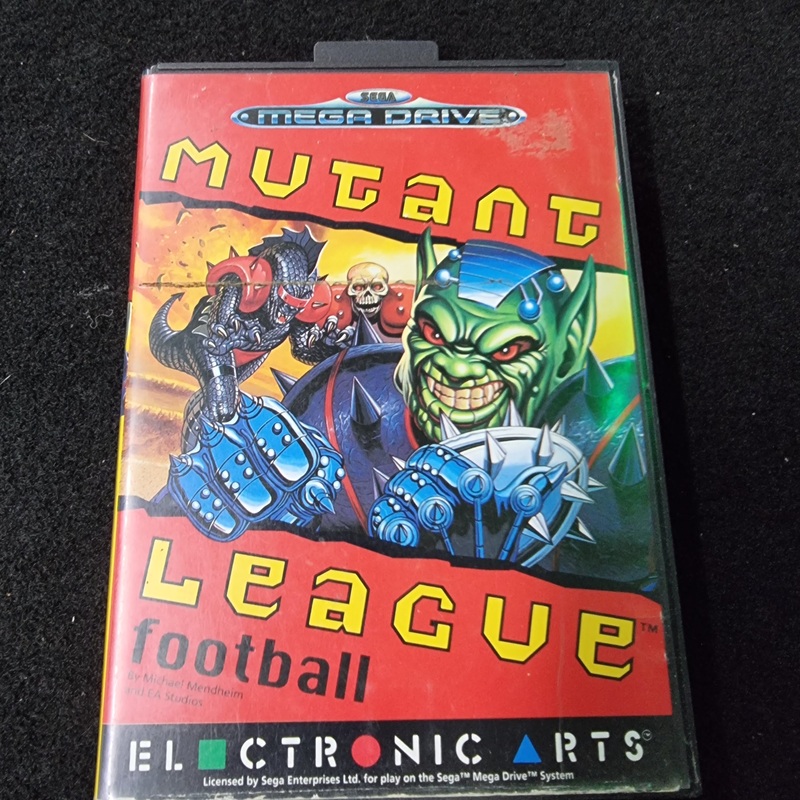 SEGA
MEGA DRIVE
MUTANT
LEAGUE™
football
By Michael Mendheim
and EA Studios
ELECTRONIC ARTS
Licensed by Sega Enterprises Ltd. for play on the Sega™ Mega Drive™ System